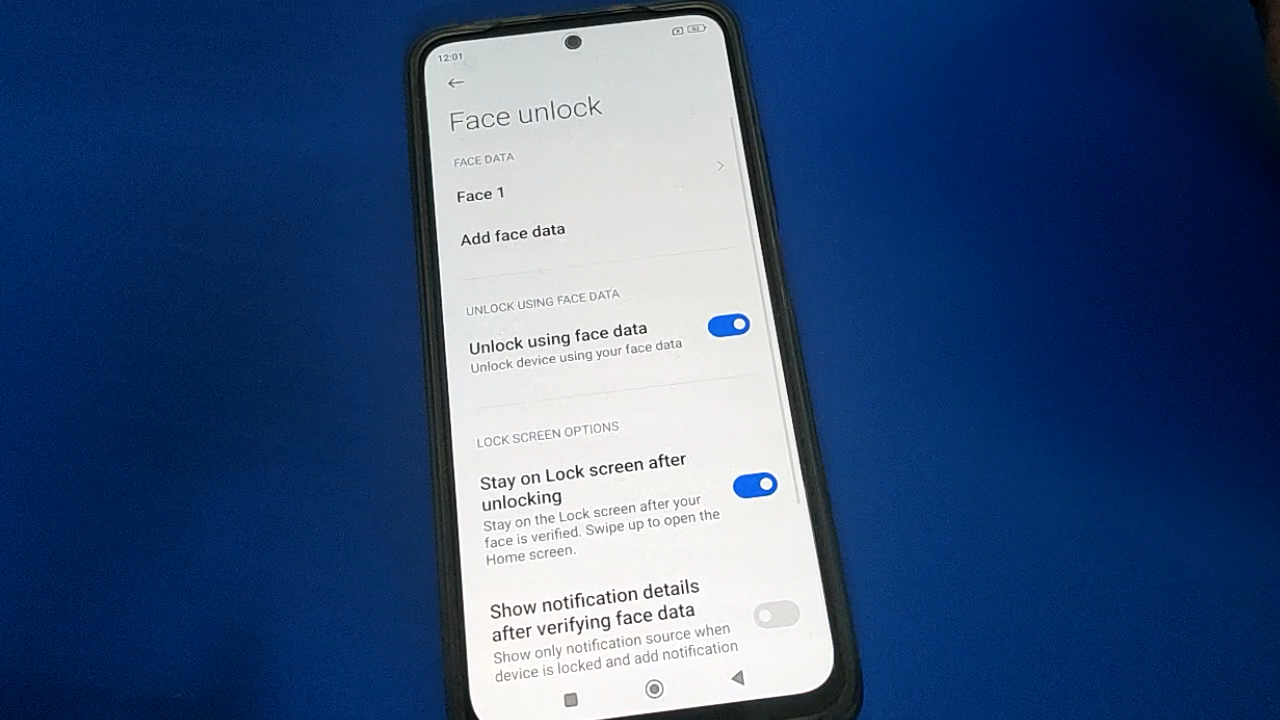 12:01
Face unlock
FACE DATA
Face 1
Add face data
UNLOCK USING FACE DATA
Unlock using face data
Unlock device using your face data
LOCK SCREEN OPTIONS
Stay on Lock screen after
unlocking
Stay on the Lock screen after your
face is verified. Swipe up to open the
Home screen.
Show notification details
after verifying face data
Show only notification source when
device is locked and add notification